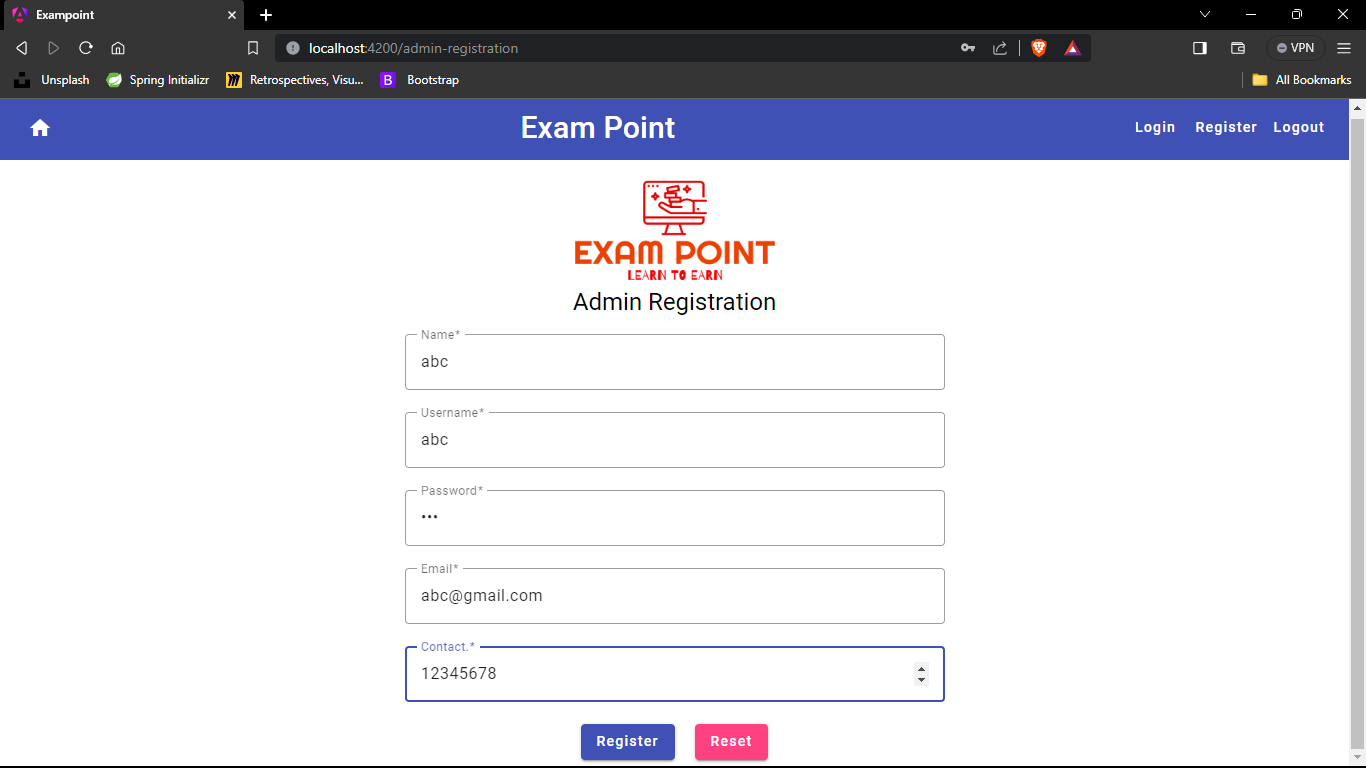 Exampoint
localhost:4200/admin-registration
VPN
Unsplash
Spring Initializr
Retrospectives, Visu...
B Bootstrap
All Bookmarks
Exam Point
Login Register Logout
EXAM POINT
LEARN TO EARN
Admin Registration
Name*
abc
Username*
abc
Password*
•••
Email*
abc@gmail.com
Contact.*
12345678
Register Reset